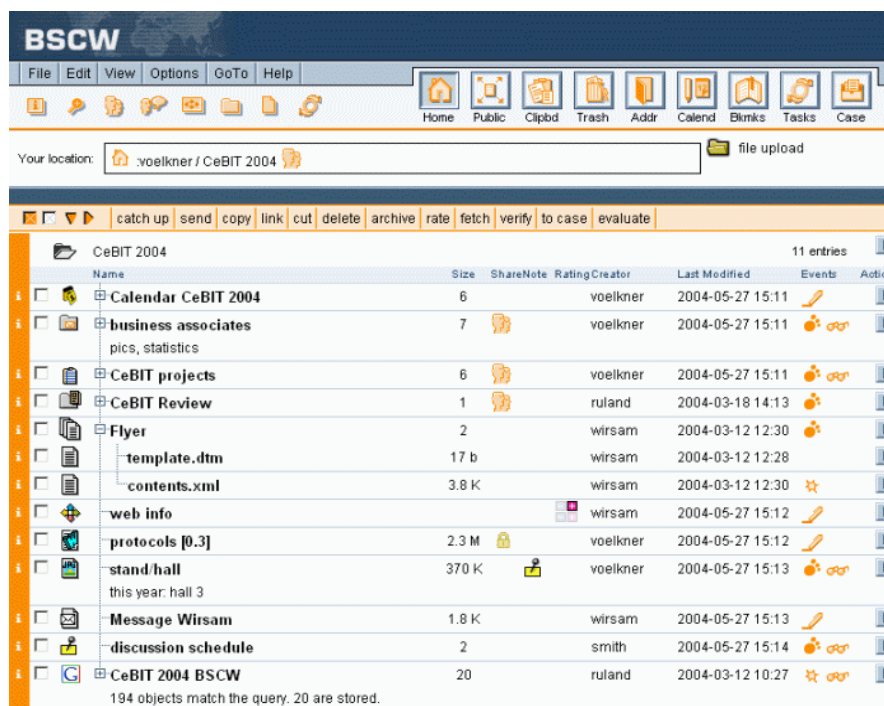 BSCW
File Edit View Options GoTo Help
Home Public Clipbd Trash Addr Calend Bkmks Tasks Case
Your location: :voelkner / CeBIT 2004 file upload
catch up send copy link cut delete archive rate fetch verify to case evaluate
CeBIT 2004 11 entries
Name Size Share Note Rating Creator Last Modified Events Actio
Calendar CeBIT 2004 6 voelkner 2004-05-27 15:11
business associates 7 voelkner 2004-05-27 15:11
pics, statistics
CeBIT projects 6 voelkner 2004-05-27 15:11
CeBIT Review 1 ruland 2004-03-18 14:13
Flyer 2 wirsam 2004-03-12 12:30
template.dtm 17 b wirsam 2004-03-12 12:28
contents.xml 3.8 K wirsam 2004-03-12 12:30
web info wirsam 2004-05-27 15:12
protocols [0.3] 2.3 M voelkner 2004-05-27 15:12
stand/hall 370 K voelkner 2004-05-27 15:13
this year: hall 3
Message Wirsam 1.8 K wirsam 2004-05-27 15:13
discussion schedule 2 smith 2004-05-27 15:14
G CeBIT 2004 BSCW 20 ruland 2004-03-12 10:27
194 objects match the query. 20 are stored.